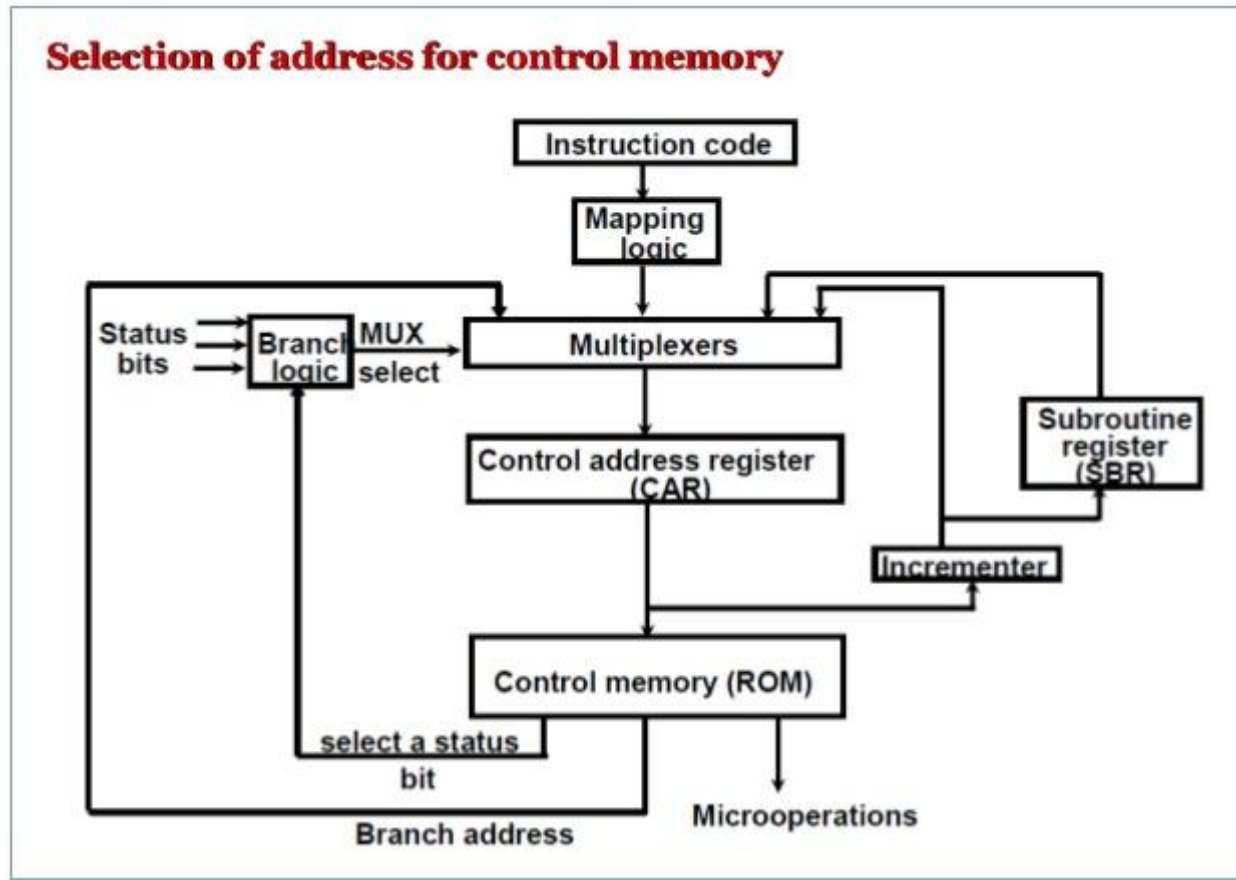 Selection of address for control memory
Instruction code
Mapping
logic
Status
bits
Branch
logic
MUX
select
Multiplexers
Control address register
(CAR)
Subroutine
register
(SBR)
Incrementer
Control memory (ROM)
select a status
bit
Branch address
Microoperations